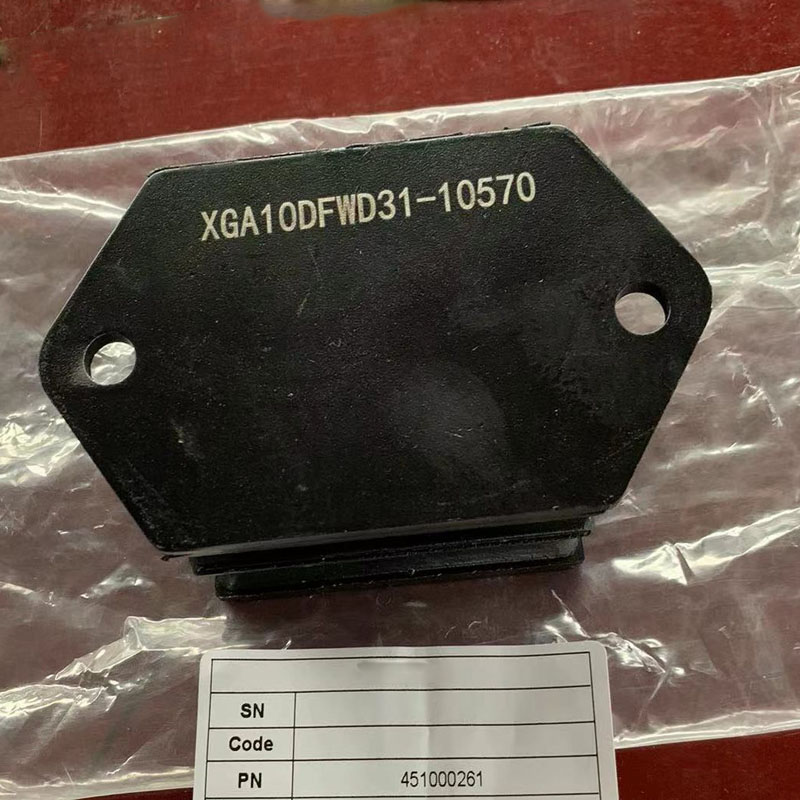 XGA10DFWD31-10570
SN
Code
PN 451000261